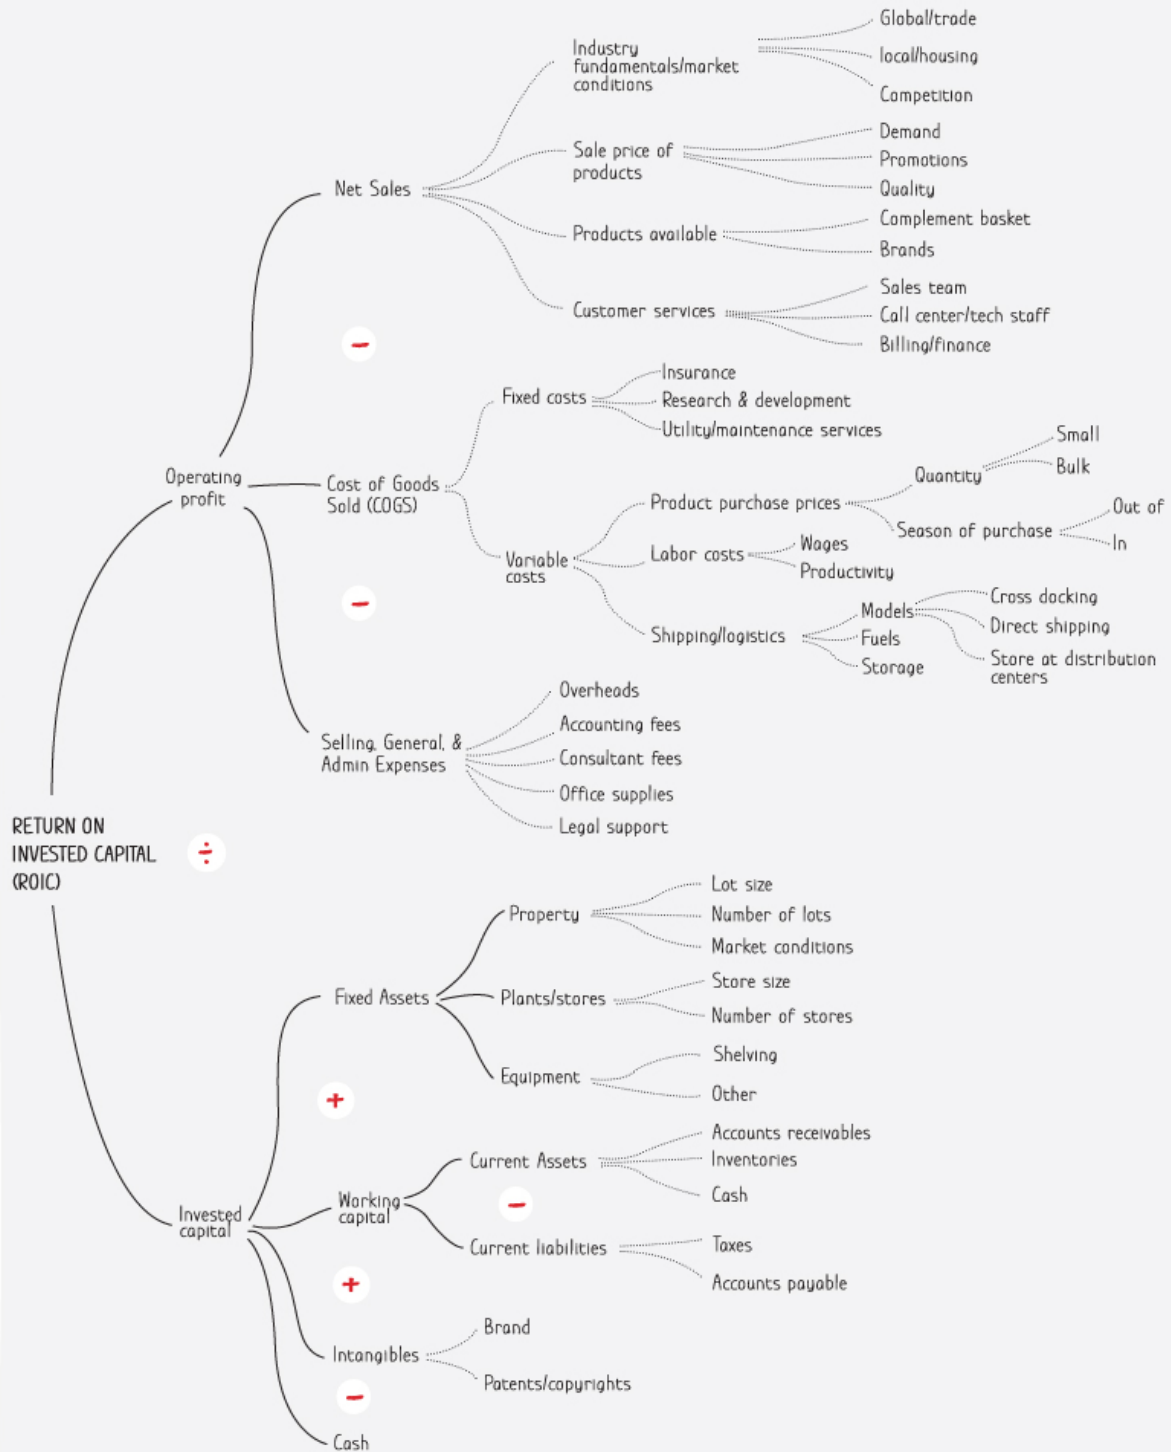 Global/trade
Industry
fundamentals/market
conditions
local/housing
Competition
Sale price of
products
Demand
Promotions
Quality
Net Sales
Products available
Complement basket
Brands
Customer services
Sales team
Call center/tech staff
Billing/finance
−
Operating
profit
Cost of Goods
Sold (COGS)
Fixed costs
Insurance
Research & development
Utility/maintenance services
Variable
costs
Product purchase prices
Quantity
Small
Bulk
Season of purchase
Out of
In
Labor costs
Wages
Productivity
Shipping/logistics
Models
Cross docking
Direct shipping
Store at distribution
centers
Fuels
Storage
−
Selling, General, &
Admin Expenses
Overheads
Accounting fees
Consultant fees
Office supplies
Legal support
RETURN ON
INVESTED CAPITAL
(ROIC)
÷
Fixed Assets
Property
Lot size
Number of lots
Market conditions
Plants/stores
Store size
Number of stores
Equipment
Shelving
Other
+
Invested
capital
Working
capital
Current Assets
Accounts receivables
Inventories
Cash
−
Current liabilities
Taxes
Accounts payable
+
Intangibles
Brand
Patents/copyrights
−
Cash